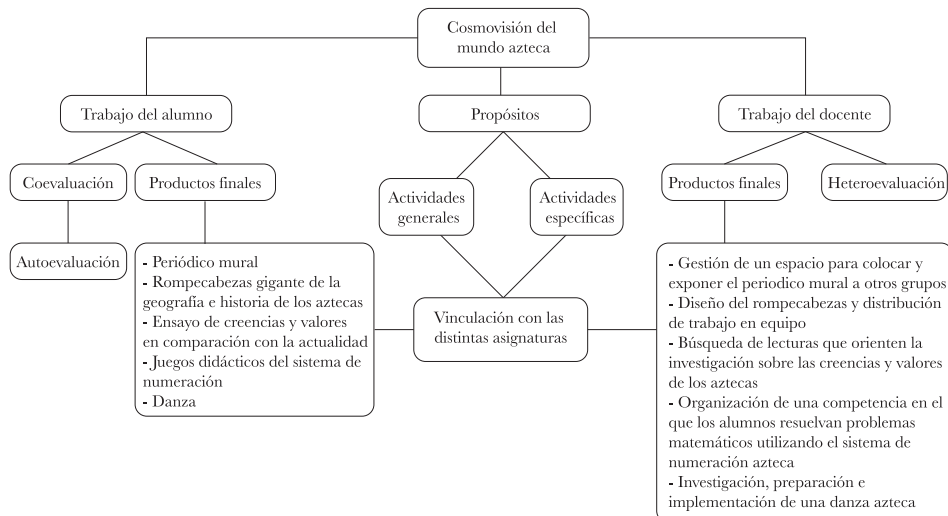 Cosmovisión del
mundo azteca
Trabajo del alumno
Propósitos
Trabajo del docente
Coevaluación
Productos finales
Actividades
generales
Actividades
específicas
Productos finales
Heteroevaluación
Autoevaluación
- Periódico mural
- Rompecabezas gigante de la
geografía e historia de los aztecas
- Ensayo de creencias y valores
en comparación con la actualidad
- Juegos didácticos del sistema de
numeración
- Danza
Vinculación con las
distintas asignaturas
- Gestión de un espacio para colocar y
exponer el periodico mural a otros grupos
- Diseño del rompecabezas y distribución
de trabajo en equipo
- Búsqueda de lecturas que orienten la
investigación sobre las creencias y valores
de los aztecas
- Organización de una competencia en el
que los alumnos resuelvan problemas
matemáticos utilizando el sistema de
numeración azteca
- Investigación, preparación e
implementación de una danza azteca